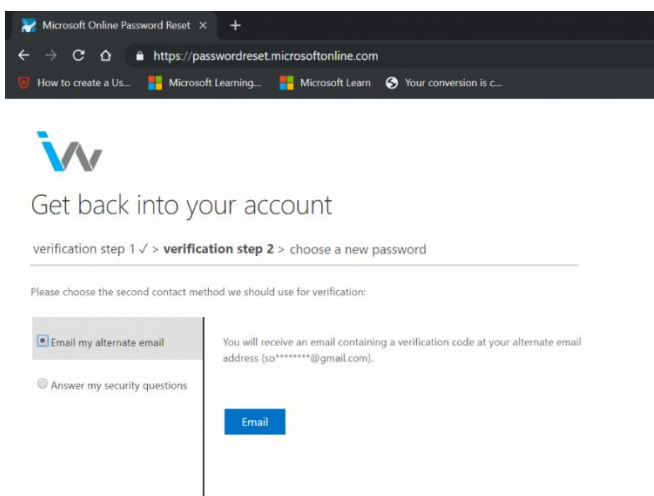 Microsoft Online Password Reset
https://passwordreset.microsoftonline.com
How to create a Us... Microsoft Learning... Microsoft Learn Your conversion is c...
iw
Get back into your account
verification step 1 ✓ > verification step 2 > choose a new password
Please choose the second contact method we should use for verification:
Email my alternate email
Answer my security questions
You will receive an email containing a verification code at your alternate email
address (so********@gmail.com).
Email